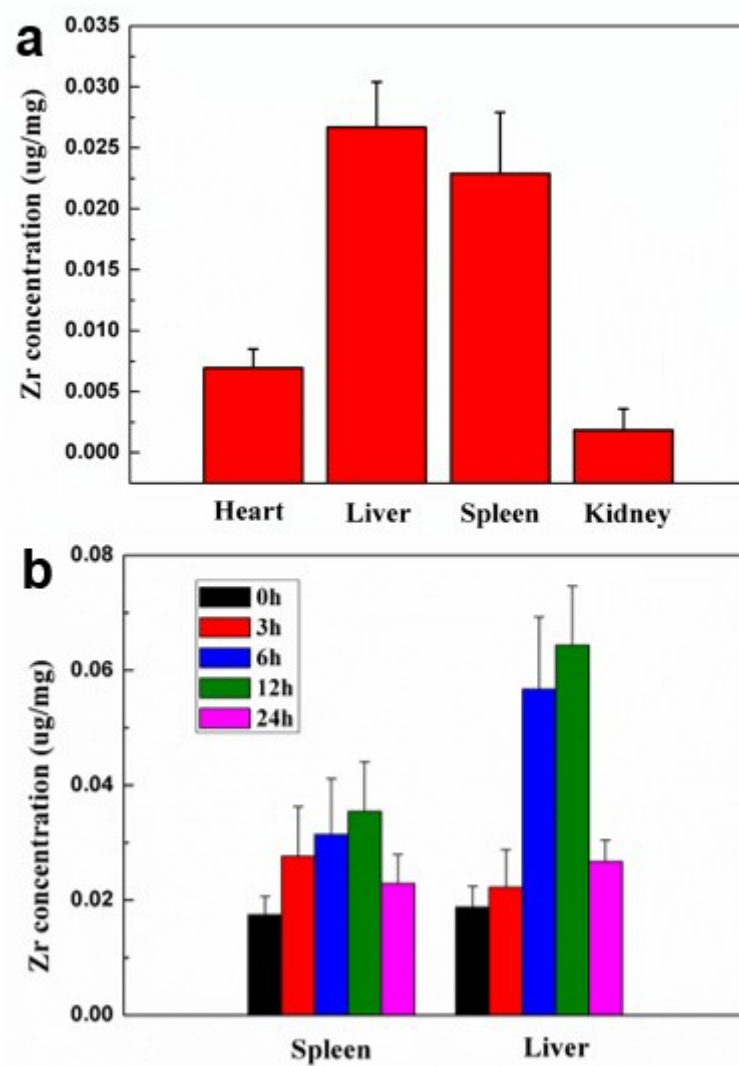 a
Zr concentration (ug/mg)
0.035
0.030
0.025
0.020
0.015
0.010
0.005
0.000
Heart Liver Spleen Kidney
b
Zr concentration (ug/mg)
0.08
0.06
0.04
0.02
0.00
0h
3h
6h
12h
24h
Spleen Liver